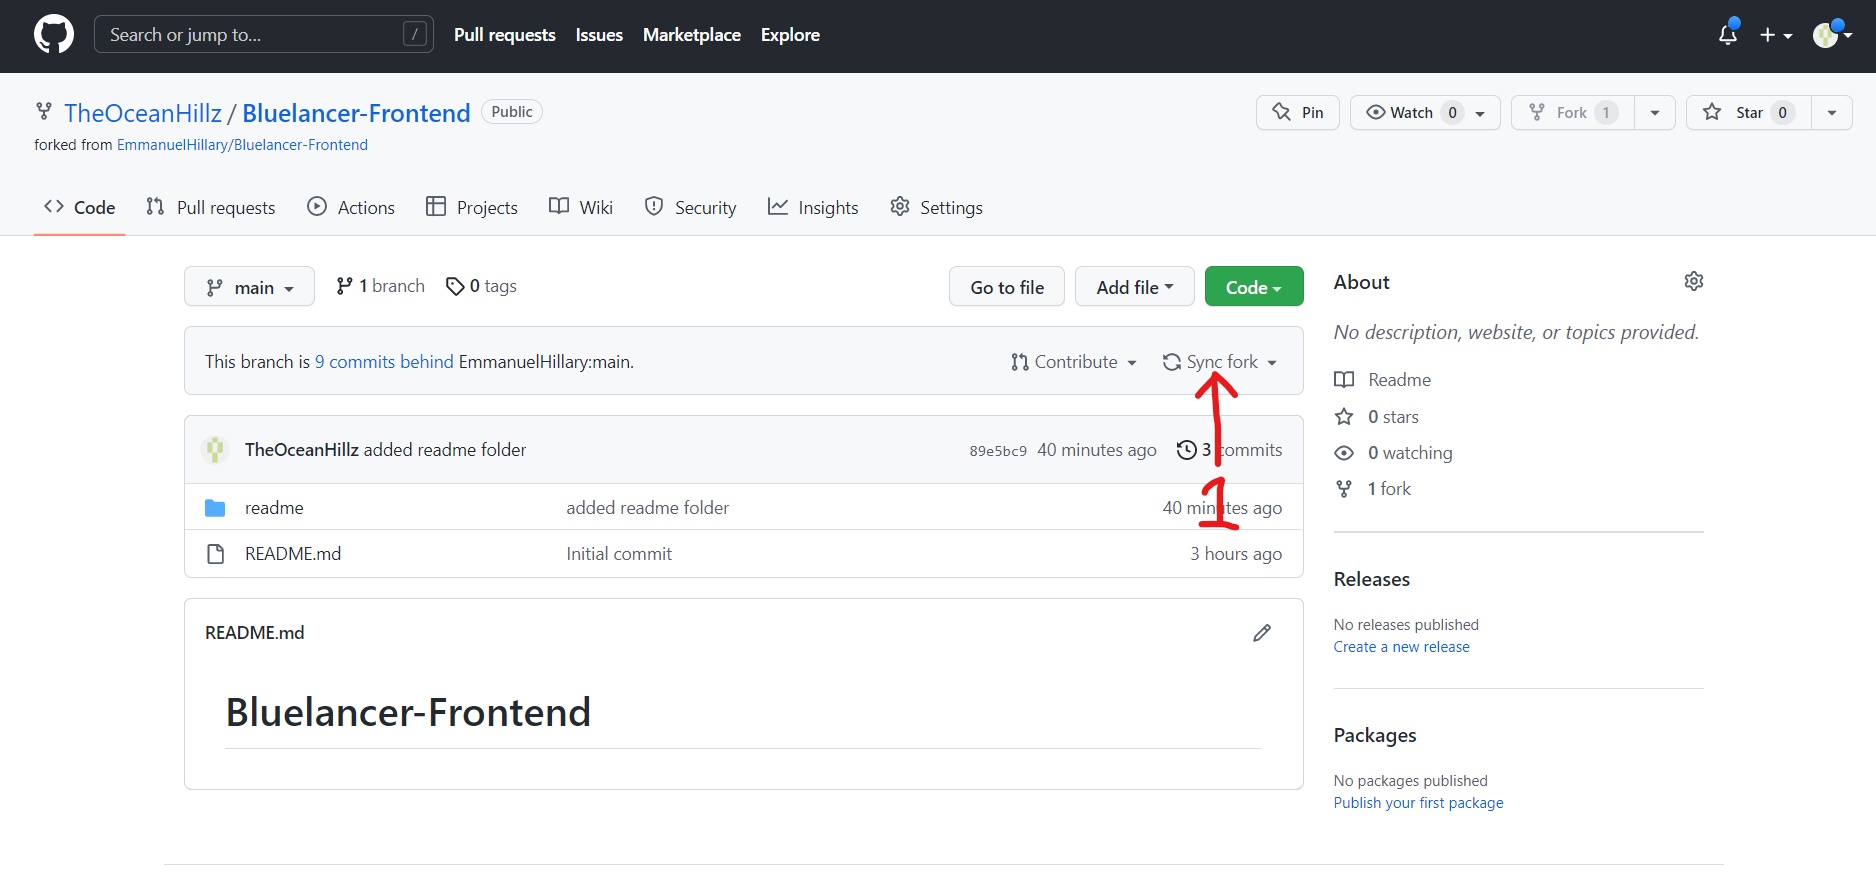 Search or jump to... /
Pull requests Issues Marketplace Explore
TheOceanHillz / Bluelancer-Frontend Public
Pin Watch 0 Fork 1 Star 0
forked from EmmanuelHillary/Bluelancer-Frontend
Code Pull requests Actions Projects Wiki Security Insights Settings
main 1 branch 0 tags Go to file Add file Code
This branch is 9 commits behind EmmanuelHillary:main. Contribute Sync fork
TheOceanHillz added readme folder 89e5bc9 40 minutes ago 3 commits
1
readme added readme folder 40 minutes ago
README.md Initial commit 3 hours ago
README.md
Bluelancer-Frontend
About
No description, website, or topics provided.
Readme
0 stars
0 watching
1 fork
Releases
No releases published
Create a new release
Packages
No packages published
Publish your first package